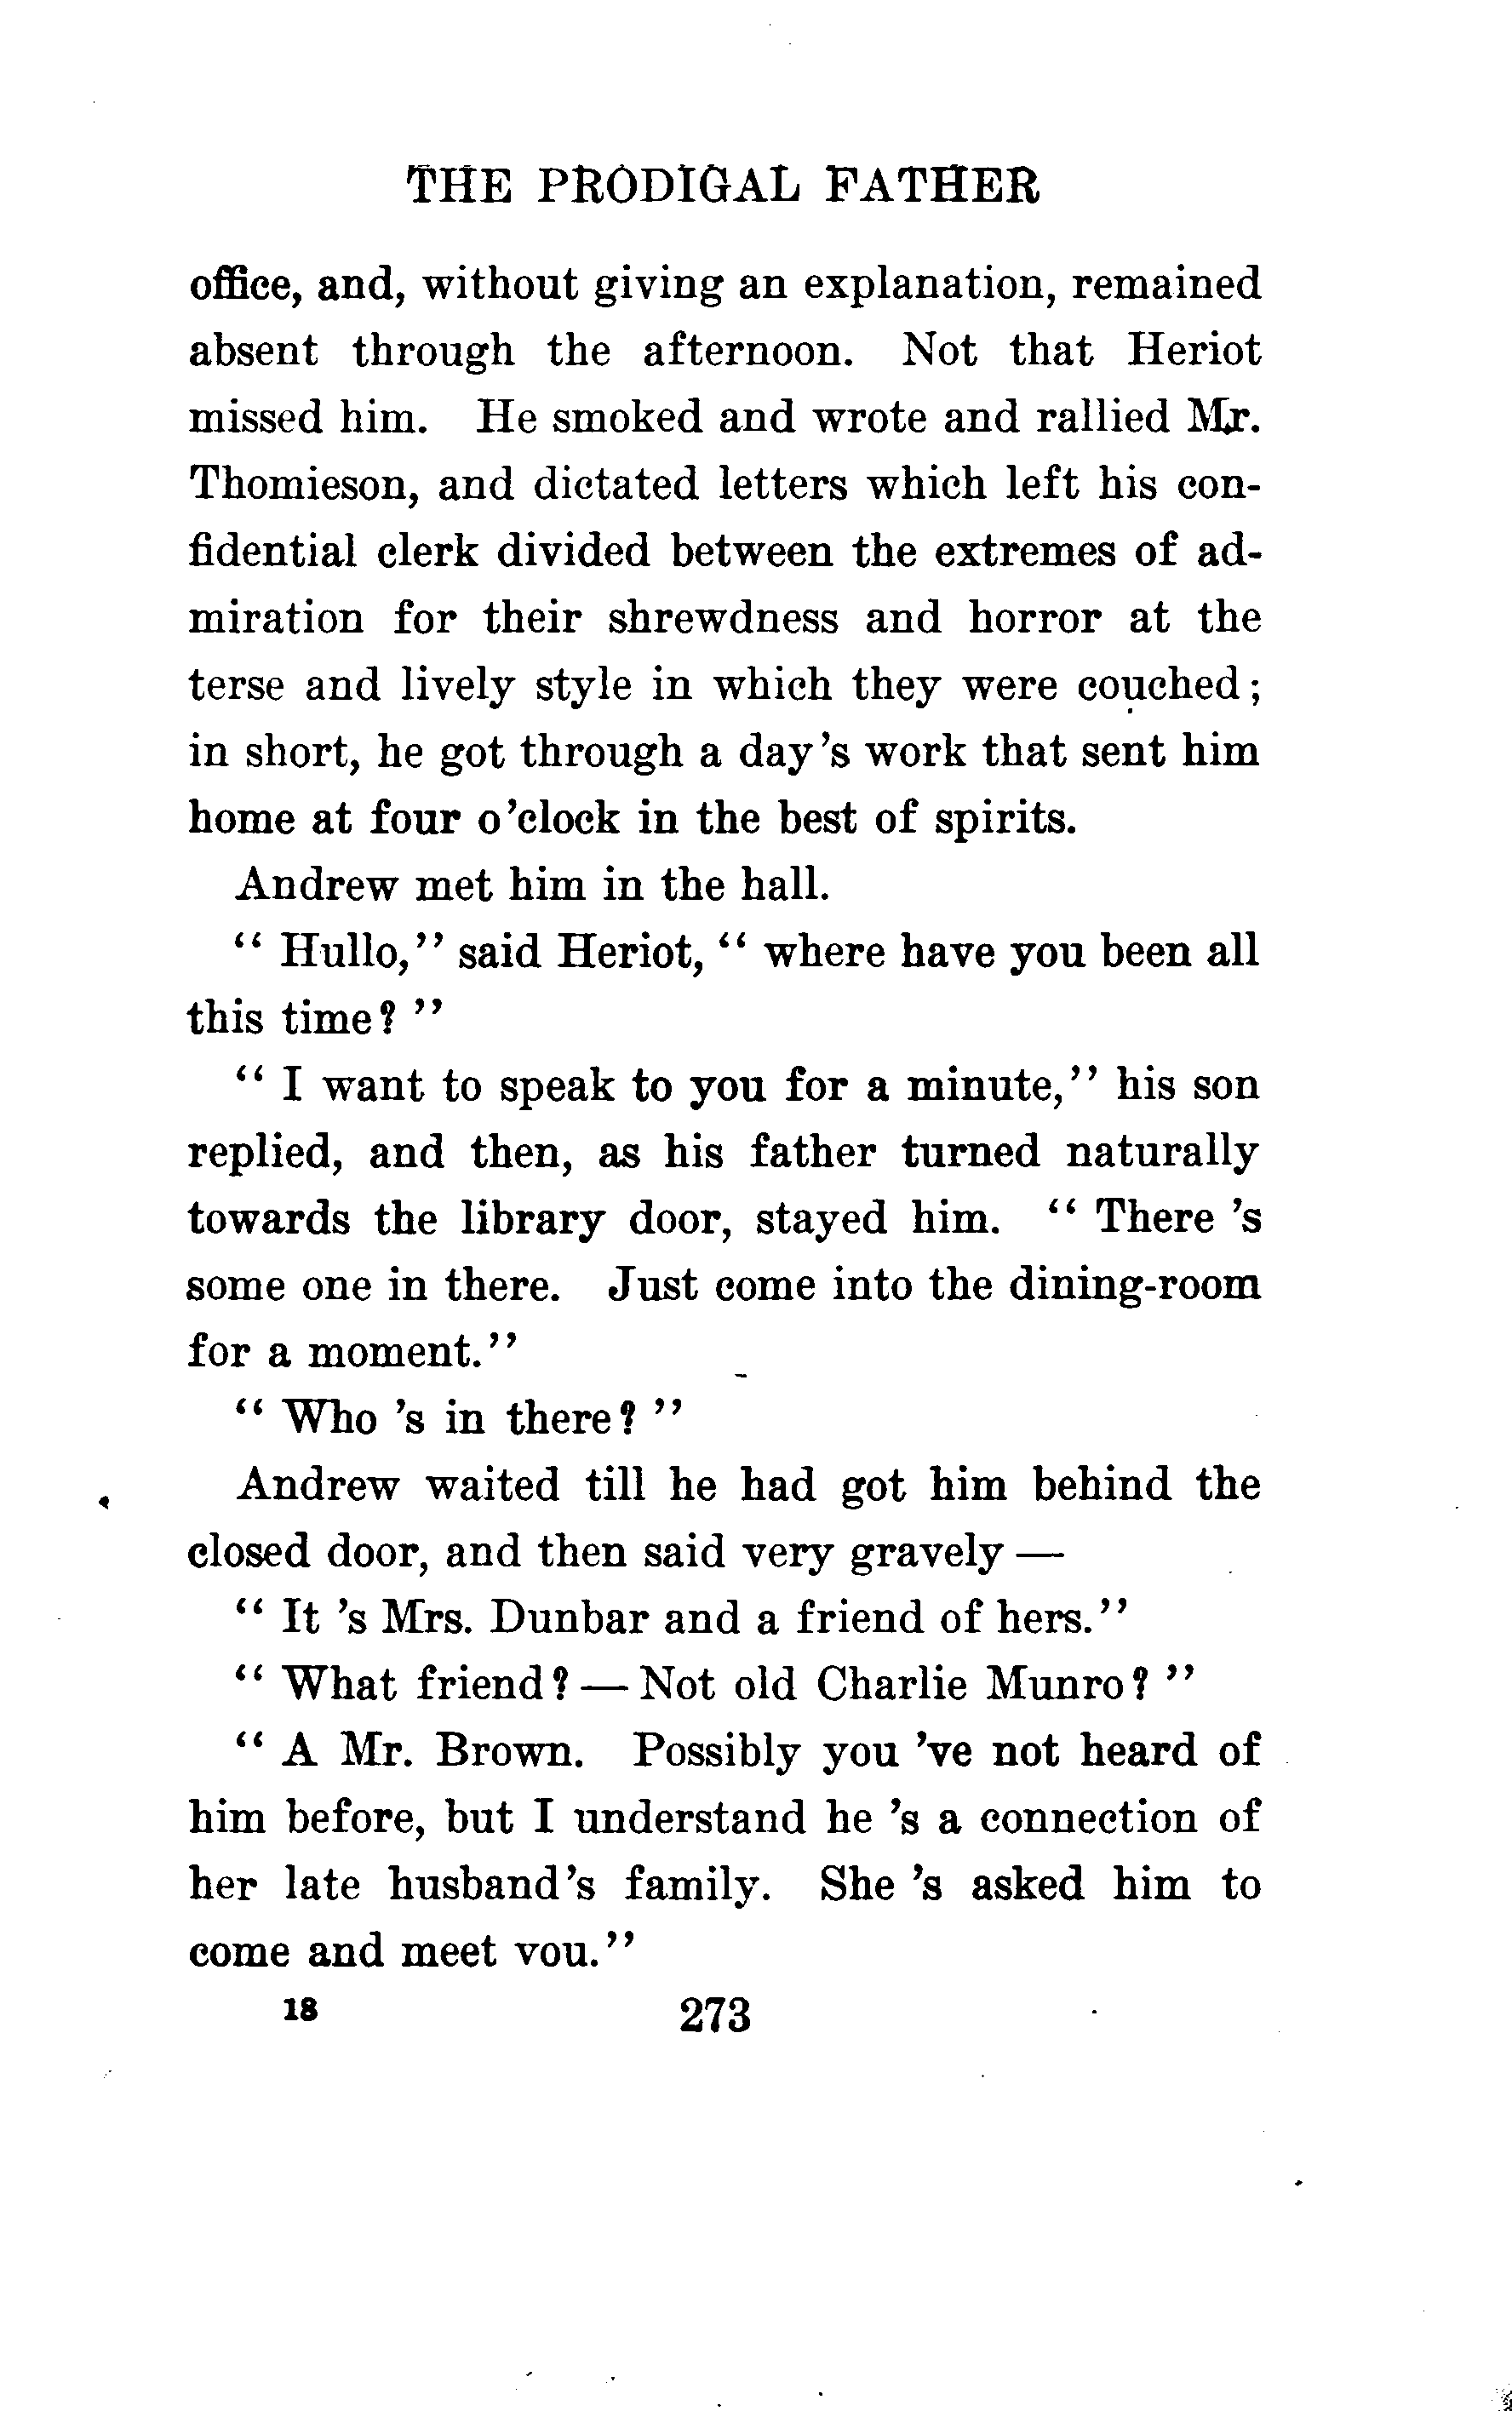 THE PRODIGAL FATHER
office, and, without giving an explanation, remained
absent through the afternoon. Not that Heriot
missed him. He smoked and wrote and rallied Mr.
Thomieson, and dictated letters which left his con-
fidential clerk divided between the extremes of ad-
miration for their shrewdness and horror at the
terse and lively style in which they were couched;
in short, he got through a day's work that sent him
home at four o'clock in the best of spirits.
Andrew met him in the hall.
" Hullo," said Heriot, " where have you been all
this time? "
" I want to speak to you for a minute," his son
replied, and then, as his father turned naturally
towards the library door, stayed him. " There 's
some one in there. Just come into the dining-room
for a moment."
" Who 's in there? "
Andrew waited till he had got him behind the
closed door, and then said very gravely —
" It 's Mrs. Dunbar and a friend of hers."
" What friend? — Not old Charlie Munro? "
" A Mr. Brown. Possibly you 've not heard of
him before, but I understand he 's a connection of
her late husband's family. She 's asked him to
come and meet you."
18 273